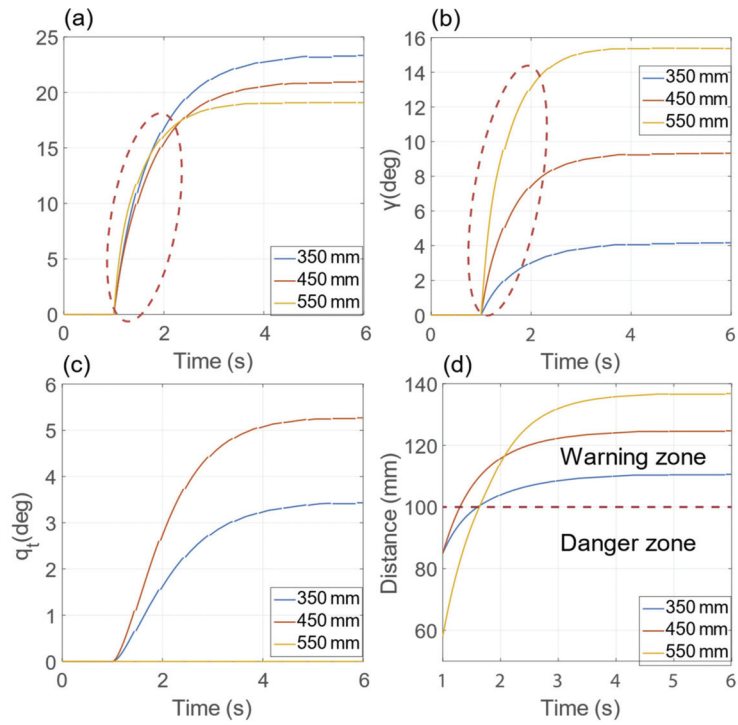 (a)
25
20
15
10
5
0
0 2 4 6
Time (s)
350 mm
450 mm
550 mm
(b)
γ(deg)
16
14
12
10
8
6
4
2
0
0 2 4 6
Time (s)
350 mm
450 mm
550 mm
(c)
qt(deg)
6
5
4
3
2
1
0
0 2 4 6
Time (s)
350 mm
450 mm
550 mm
(d)
Distance (mm)
140
120
100
80
60
1 2 3 4 5 6
Time (s)
Warning zone
Danger zone
350 mm
450 mm
550 mm